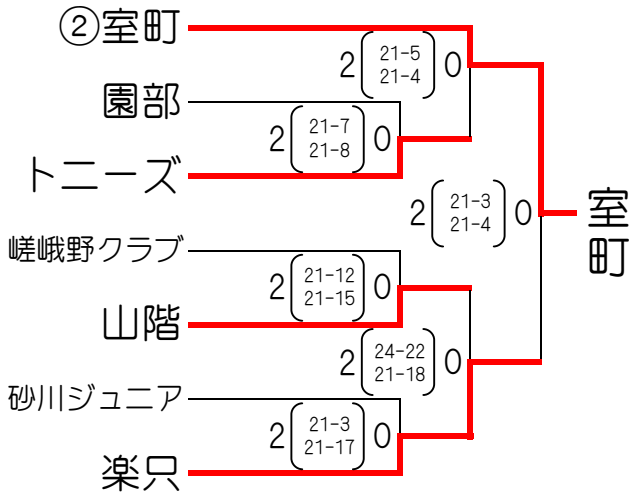 ②室町
2 21-5 0
21-4
園部
2 21-7 0
21-8
トニーズ
2 21-3 0
21-4
室町
嵯峨野クラブ
2 21-12 0
21-15
山階
2 24-22 0
21-18
砂川ジュニア
2 21-3 0
21-17
楽只